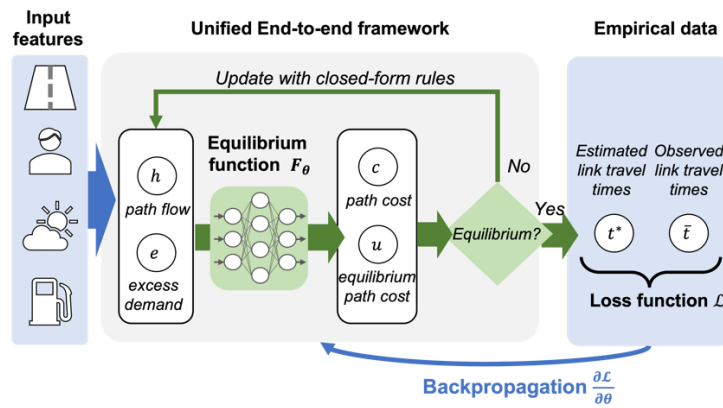 Input
features
Unified End-to-end framework
Empirical data
Update with closed-form rules
Equilibrium
function F_θ
h
path flow
e
excess
demand
c
path cost
u
equilibrium
path cost
No
Equilibrium?
Yes
Estimated
link travel
times
Observed
link travel
times
t*
t̄
Loss function ℒ
Backpropagation ∂ℒ/∂θ